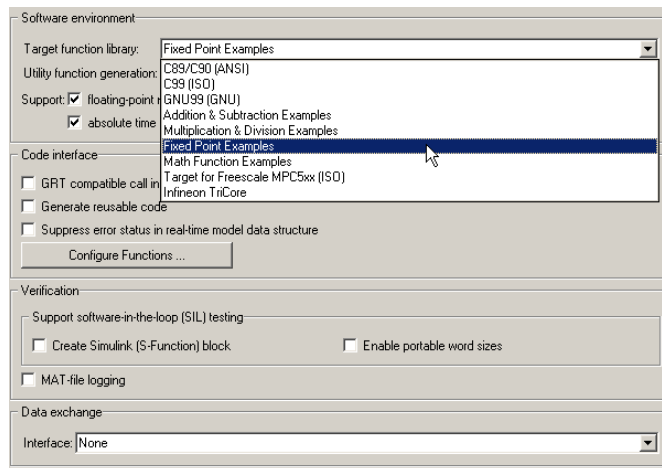 Software environment
Target function library: Fixed Point Examples
Utility function generation:
C89/C90 (ANSI)
C99 (ISO)
Support: floating-point
GNU99 (GNU)
Addition & Subtraction Examples
absolute time
Multiplication & Division Examples
Fixed Point Examples
Math Function Examples
Target for Freescale MPC5xx (ISO)
Infineon TriCore
Code interface
GRT compatible call in
Generate reusable code
Suppress error status in real-time model data structure
Configure Functions ...
Verification
Support software-in-the-loop (SIL) testing
Create Simulink (S-Function) block Enable portable word sizes
MAT-file logging
Data exchange
Interface: None